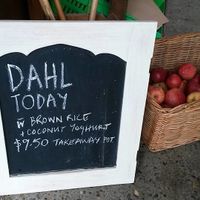 DAHL
TODAY
W BROWN RICE
+ COCONUT YOGHURT
$9.50 TAKEAWAY POT